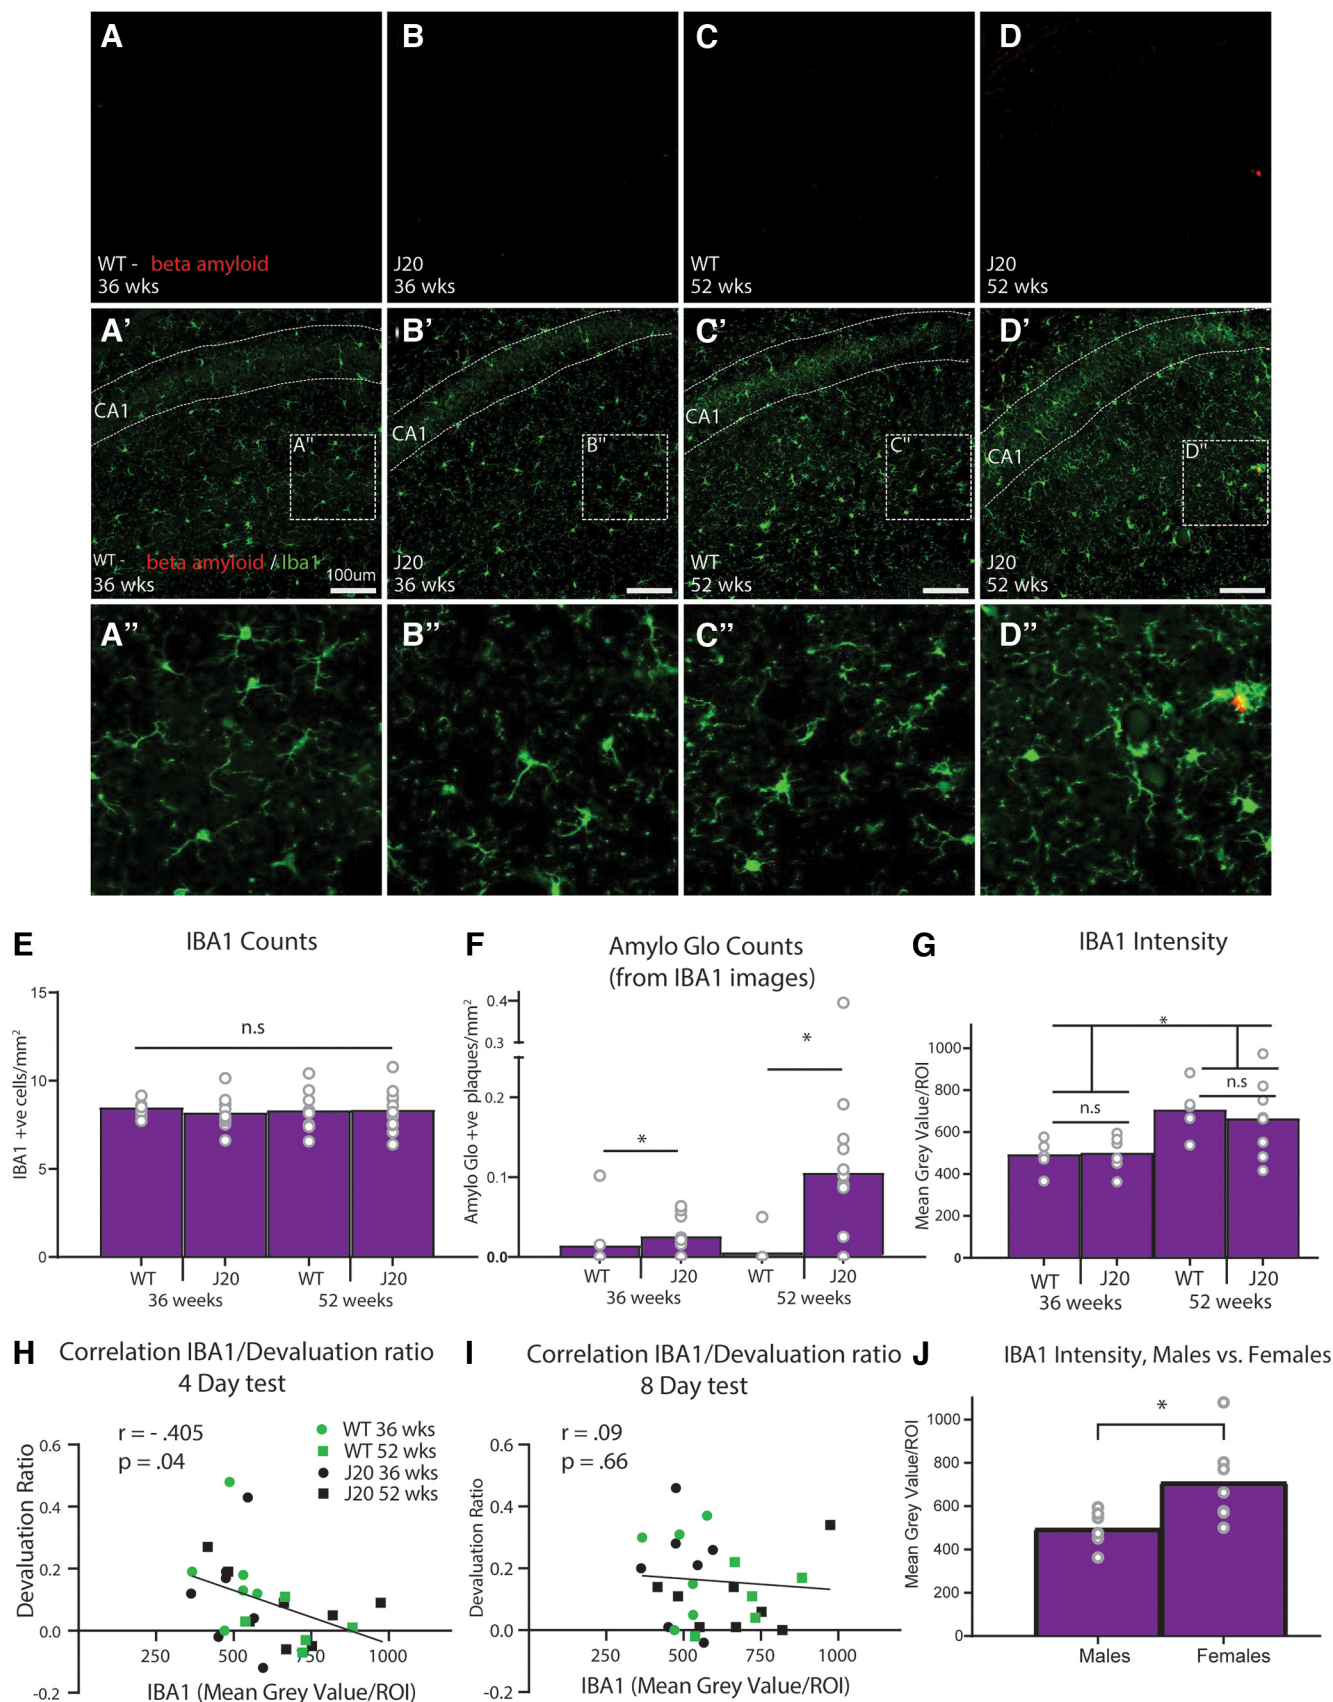 A B C D
WT - beta amyloid
36 wks
J20
36 wks
WT
52 wks
J20
52 wks
A’ B’ C’ D’
CA1 CA1 CA1 CA1
A" B" C" D"
WT - beta amyloid / Iba1
36 wks 100um
J20
36 wks
WT
52 wks
J20
52 wks
A” B” C” D”
E IBA1 Counts
IBA1 +ve cells/mm²
15
10
5
0
n.s
WT J20 WT J20
36 weeks 52 weeks
F Amylo Glo Counts
(from IBA1 images)
Amylo Glo +ve plaques/mm²
0.4
0.3
0.2
0.1
0.0
* *
WT J20 WT J20
36 weeks 52 weeks
G IBA1 Intensity
Mean Grey Value/ROI
1000
800
600
400
200
0
*
n.s n.s
WT J20 WT J20
36 weeks 52 weeks
H Correlation IBA1/Devaluation ratio
4 Day test
r = - .405
p = .04
WT 36 wks
WT 52 wks
J20 36 wks
J20 52 wks
Devaluation Ratio
0.6
0.4
0.2
0.0
-0.2
250 500 750 1000
IBA1 (Mean Grey Value/ROI)
I Correlation IBA1/Devaluation ratio
8 Day test
r = .09
p = .66
Devaluation Ratio
0.6
0.4
0.2
0.0
-0.2
250 500 750 1000
IBA1 (Mean Grey Value/ROI)
J IBA1 Intensity, Males vs. Females
Mean Grey Value/ROI
1000
800
600
400
200
0
*
Males Females